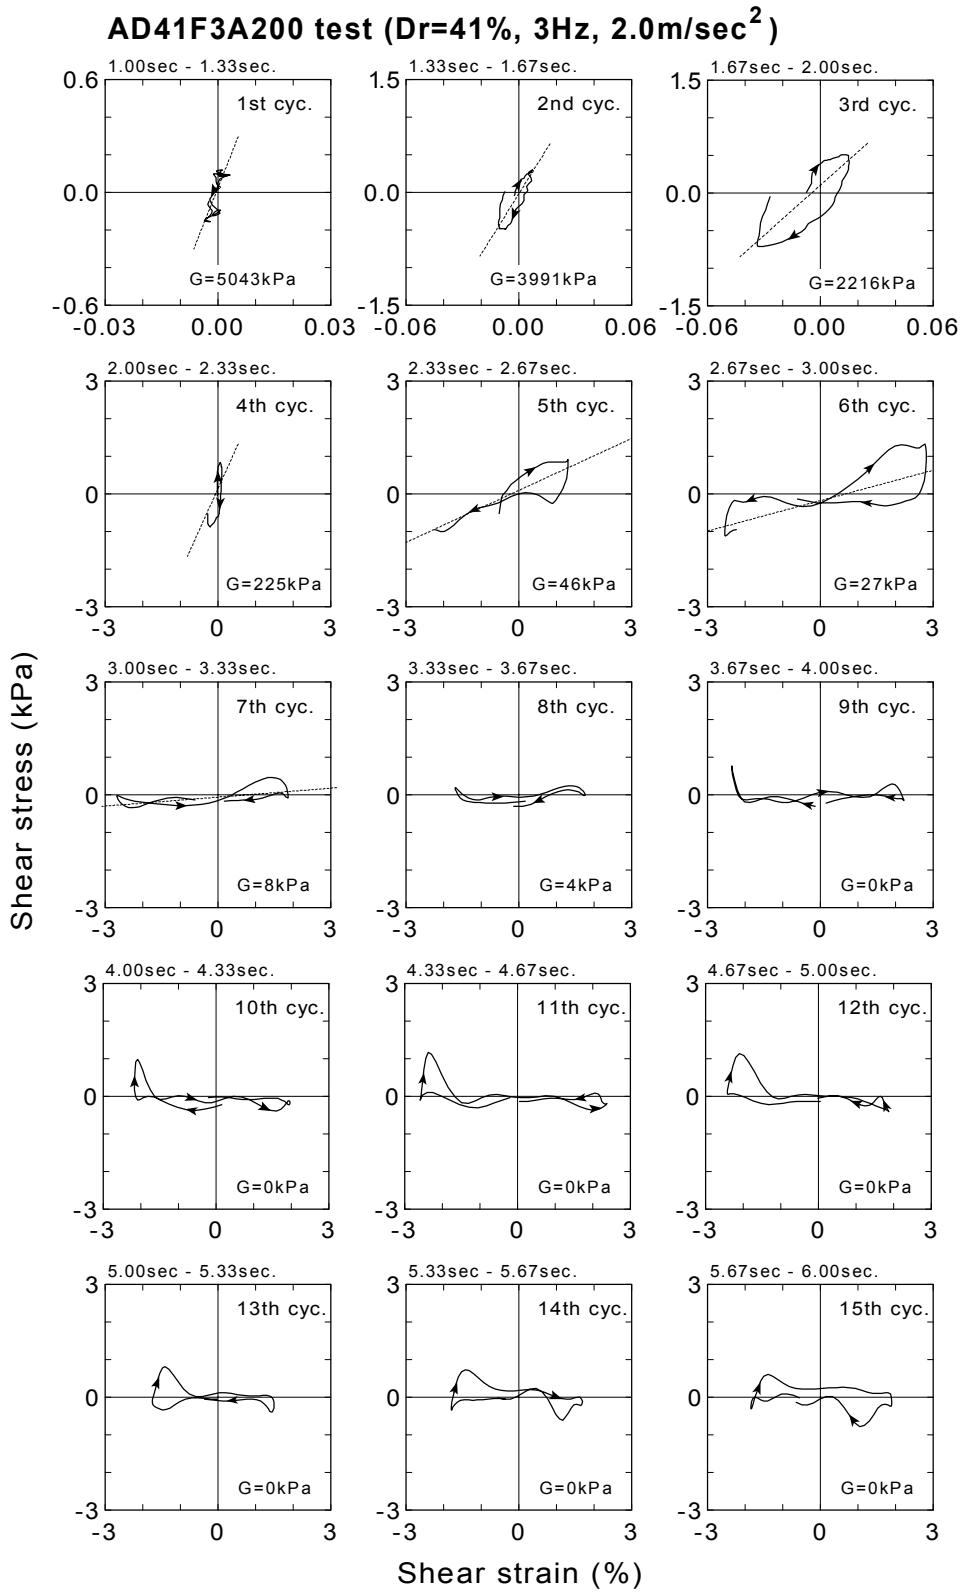 AD41F3A200 test (Dr=41%, 3Hz, 2.0m/sec²)
1.00sec - 1.33sec.
1.33sec - 1.67sec.
1.67sec - 2.00sec.
0.6
1.5
1.5
1st cyc.
2nd cyc.
3rd cyc.
0.0
0.0
0.0
G=5043kPa
G=3991kPa
G=2216kPa
-0.6
-1.5
-1.5
-0.03 0.00 0.03
-0.06 0.00 0.06
-0.06 0.00 0.06
2.00sec - 2.33sec.
2.33sec - 2.67sec.
2.67sec - 3.00sec.
3
3
3
4th cyc.
5th cyc.
6th cyc.
0
0
0
G=225kPa
G=46kPa
G=27kPa
-3
-3
-3
-3 0 3
-3 0 3
-3 0 3
Shear stress (kPa)
3.00sec - 3.33sec.
3.33sec - 3.67sec.
3.67sec - 4.00sec.
3
3
3
7th cyc.
8th cyc.
9th cyc.
0
0
0
G=8kPa
G=4kPa
G=0kPa
-3
-3
-3
-3 0 3
-3 0 3
-3 0 3
4.00sec - 4.33sec.
4.33sec - 4.67sec.
4.67sec - 5.00sec.
3
3
3
10th cyc.
11th cyc.
12th cyc.
0
0
0
G=0kPa
G=0kPa
G=0kPa
-3
-3
-3
-3 0 3
-3 0 3
-3 0 3
5.00sec - 5.33sec.
5.33sec - 5.67sec.
5.67sec - 6.00sec.
3
3
3
13th cyc.
14th cyc.
15th cyc.
0
0
0
G=0kPa
G=0kPa
G=0kPa
-3
-3
-3
-3 0 3
-3 0 3
-3 0 3
Shear strain (%)